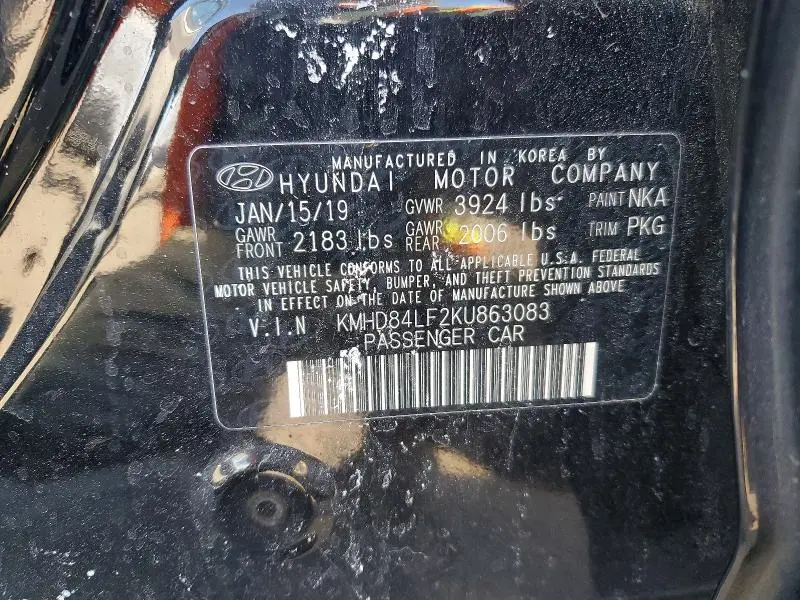 MANUFACTURED IN KOREA BY
HYUNDAI MOTOR COMPANY
JAN/15/19 GVWR 3924 lbs PAINT NKA
GAWR FRONT 2183 lbs GAWR REAR 2006 lbs TRIM PKG
THIS VEHICLE CONFORMS TO ALL APPLICABLE U.S.A. FEDERAL
MOTOR VEHICLE SAFETY, BUMPER, AND THEFT PREVENTION STANDARDS
IN EFFECT ON THE DATE OF MANUFACTURE SHOWN ABOVE
V.I.N KMHD84LF2KU863083
PASSENGER CAR